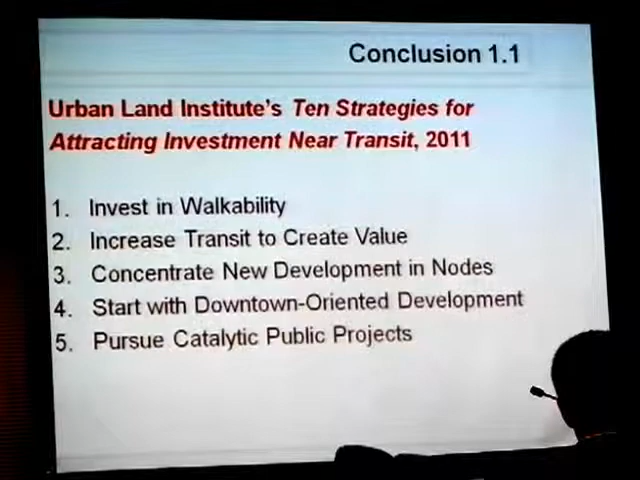 Conclusion 1.1
Urban Land Institute's Ten Strategies for
Attracting Investment Near Transit, 2011
1. Invest in Walkability
2. Increase Transit to Create Value
3. Concentrate New Development in Nodes
4. Start with Downtown-Oriented Development
5. Pursue Catalytic Public Projects